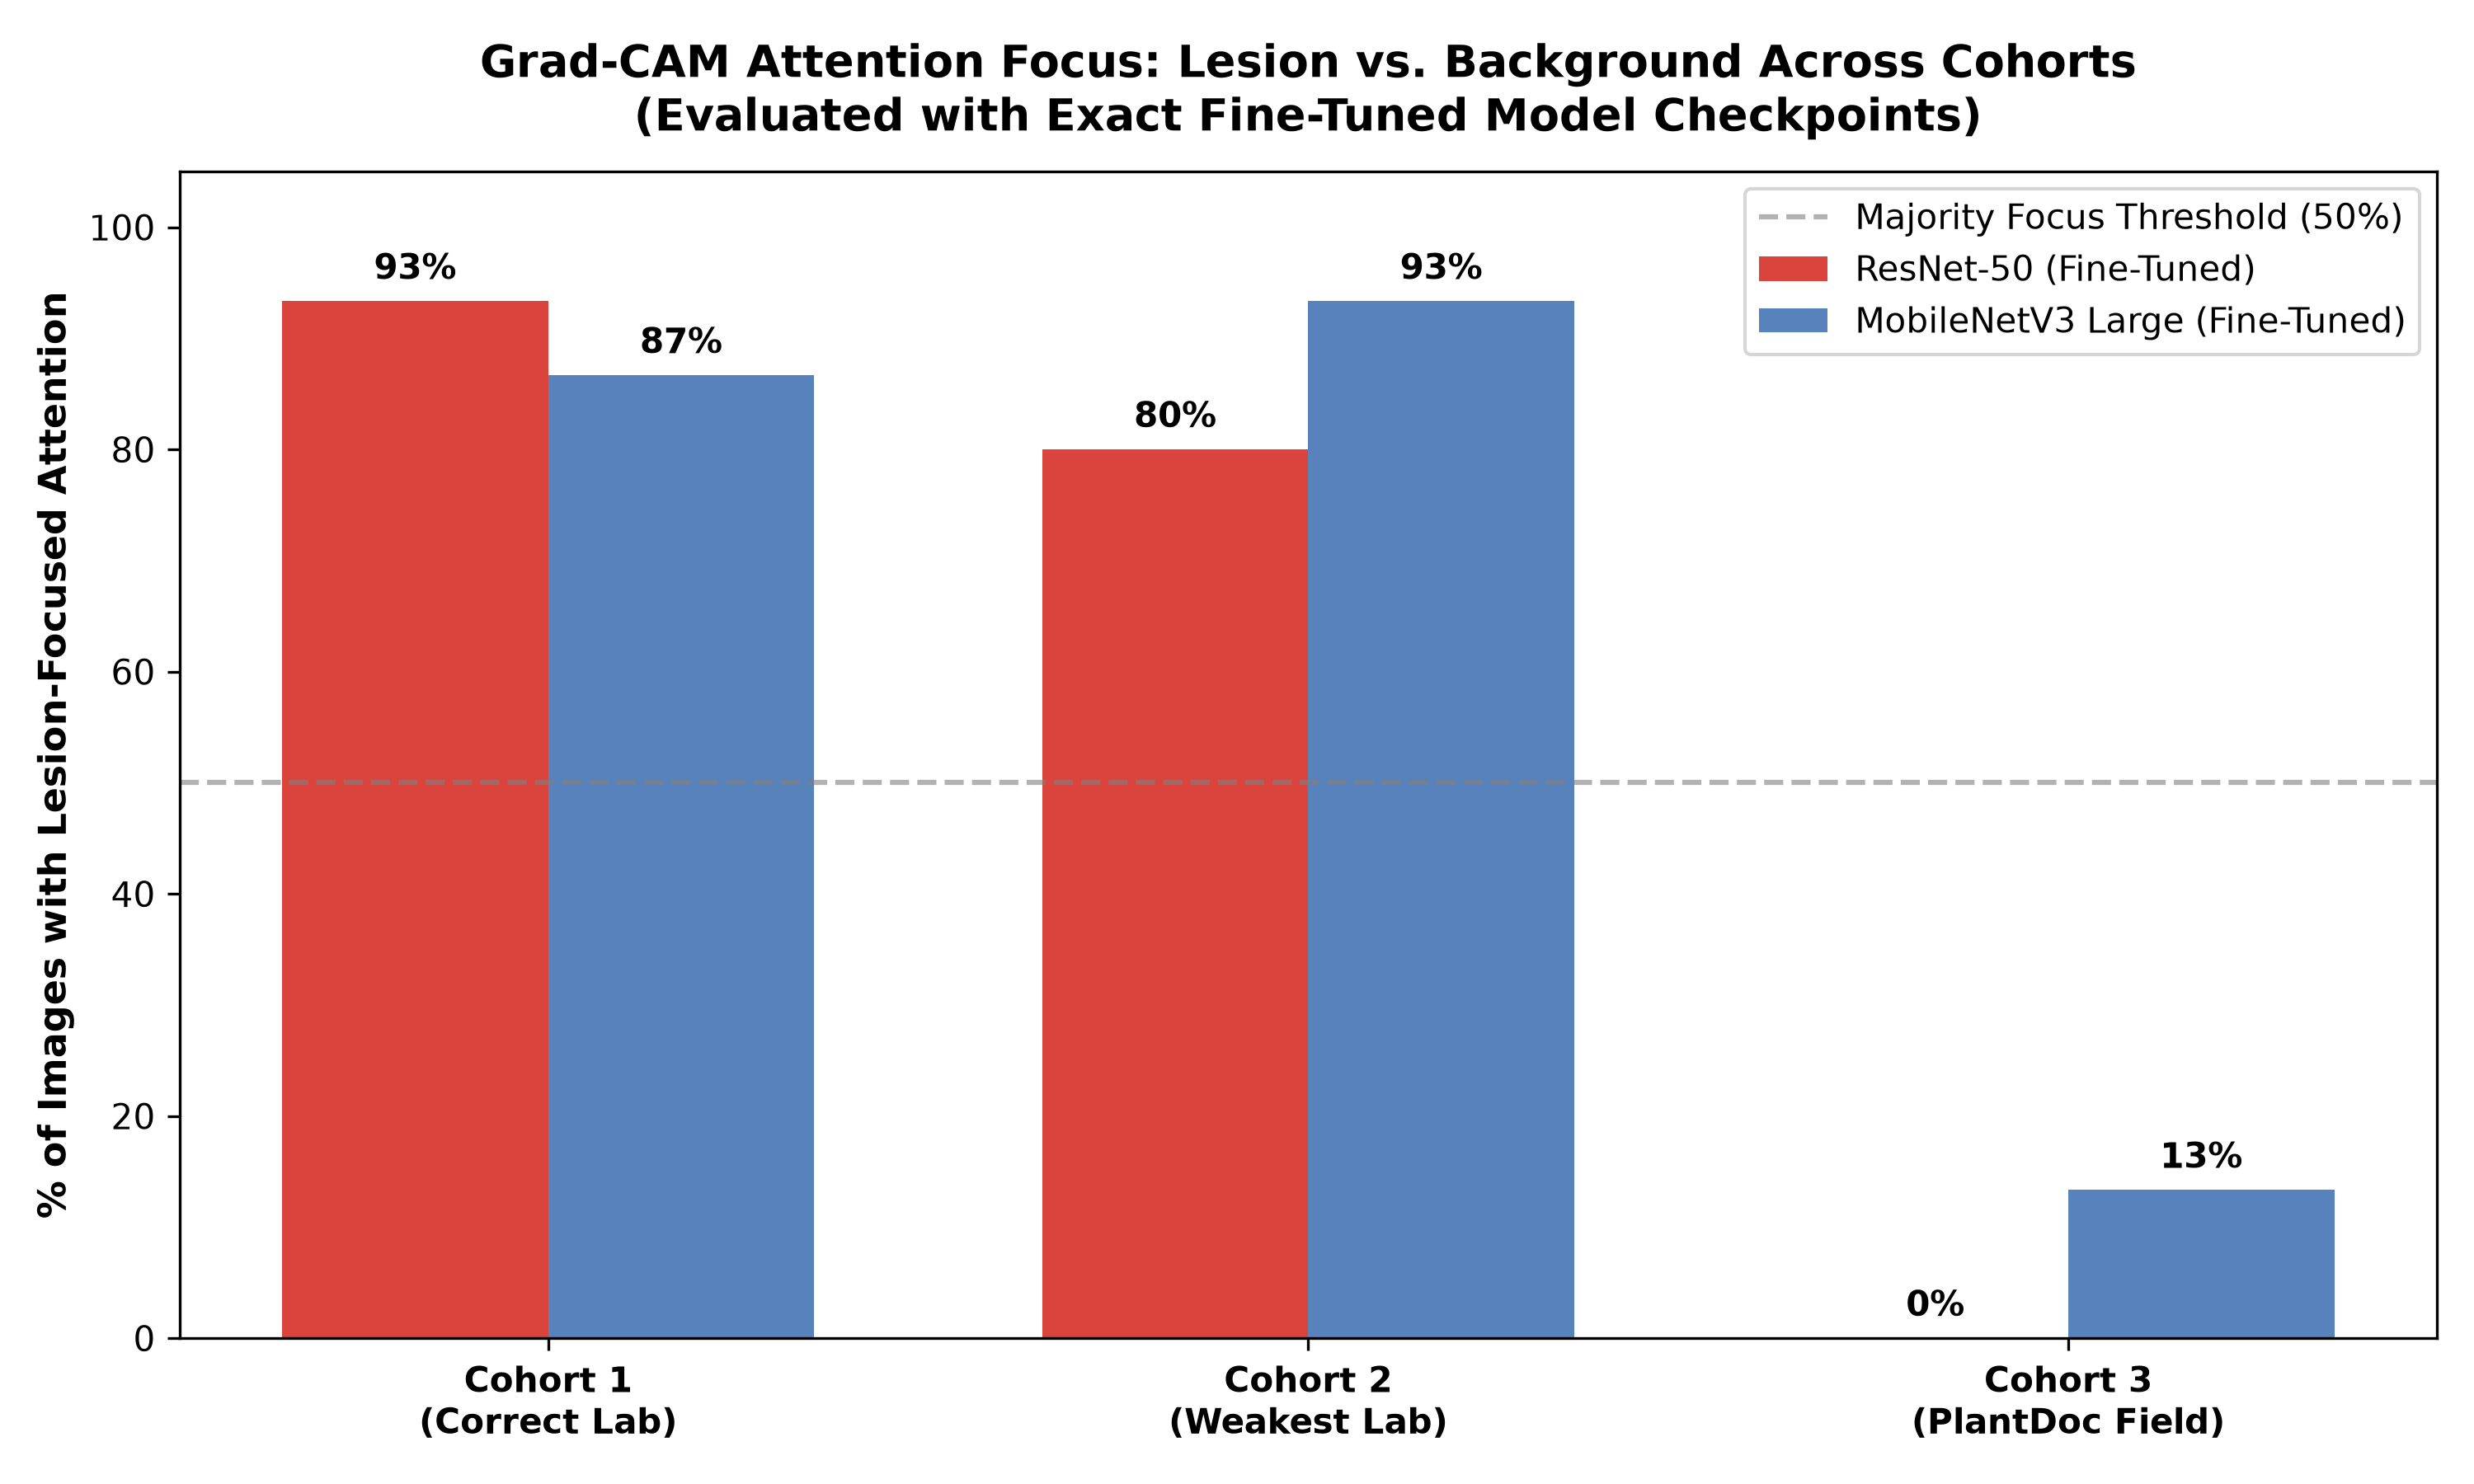 Grad-CAM Attention Focus: Lesion vs. Background Across Cohorts
(Evaluated with Exact Fine-Tuned Model Checkpoints)
% of Images with Lesion-Focused Attention
100
80
60
40
20
0
Majority Focus Threshold (50%)
ResNet-50 (Fine-Tuned)
MobileNetV3 Large (Fine-Tuned)
93%
87%
80%
93%
0%
13%
Cohort 1
(Correct Lab)
Cohort 2
(Weakest Lab)
Cohort 3
(PlantDoc Field)